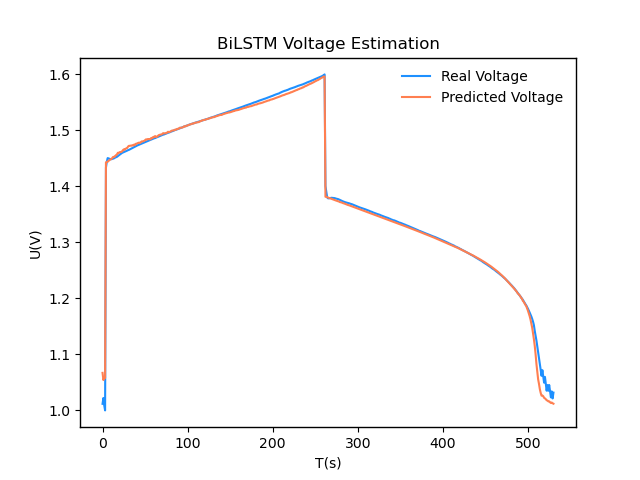 BiLSTM Voltage Estimation
Real Voltage
Predicted Voltage
1.6
1.5
1.4
1.3
1.2
1.1
1.0
U(V)
0 100 200 300 400 500
T(s)